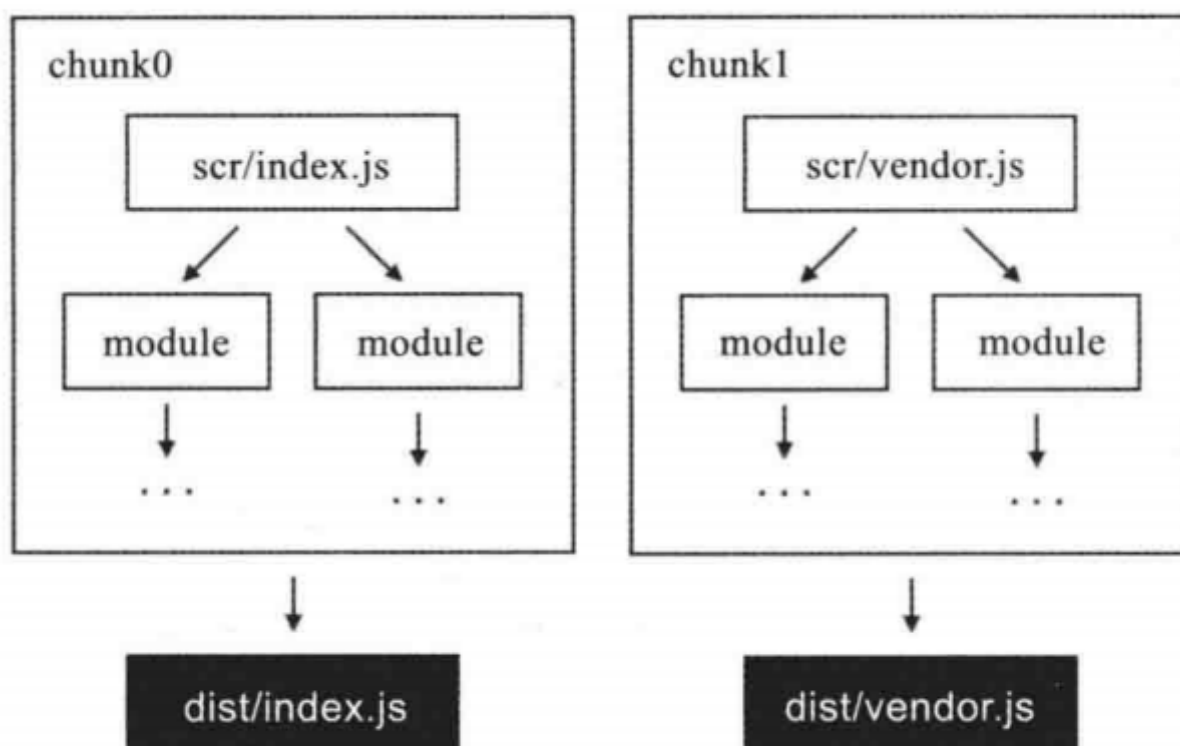 chunk0
scr/index.js
module
module
. . .
. . .
dist/index.js
chunk1
scr/vendor.js
module
module
. . .
. . .
dist/vendor.js